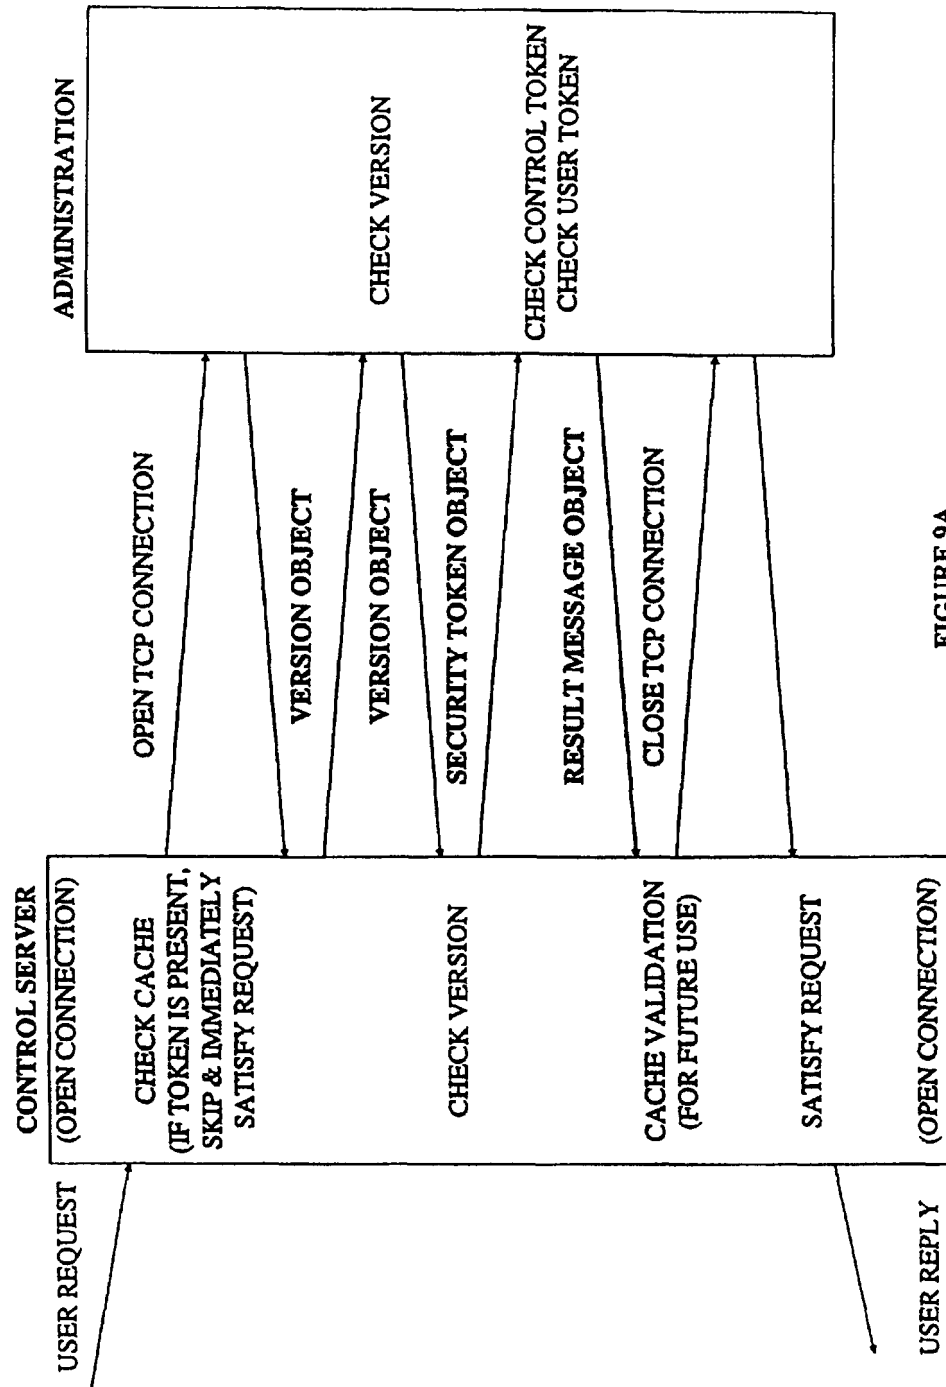 ADMINISTRATION
CHECK VERSION
CHECK CONTROL TOKEN
CHECK USER TOKEN
OPEN TCP CONNECTION
VERSION OBJECT
VERSION OBJECT
SECURITY TOKEN OBJECT
RESULT MESSAGE OBJECT
CLOSE TCP CONNECTION
CONTROL SERVER
(OPEN CONNECTION)
CHECK CACHE
(IF TOKEN IS PRESENT,
SKIP & IMMEDIATELY
SATISFY REQUEST)
CHECK VERSION
CACHE VALIDATION
(FOR FUTURE USE)
SATISFY REQUEST
(OPEN CONNECTION)
USER REQUEST
USER REPLY
FIGURE 9A